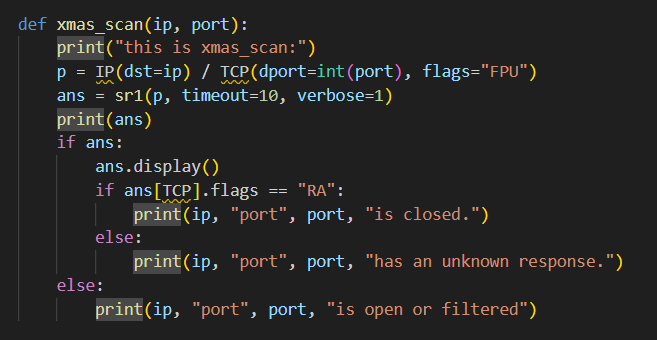 def xmas_scan(ip, port):
    print("this is xmas_scan:")
    p = IP(dst=ip) / TCP(dport=int(port), flags="FPU")
    ans = sr1(p, timeout=10, verbose=1)
    print(ans)
    if ans:
        ans.display()
        if ans[TCP].flags == "RA":
            print(ip, "port", port, "is closed.")
        else:
            print(ip, "port", port, "has an unknown response.")
    else:
        print(ip, "port", port, "is open or filtered")